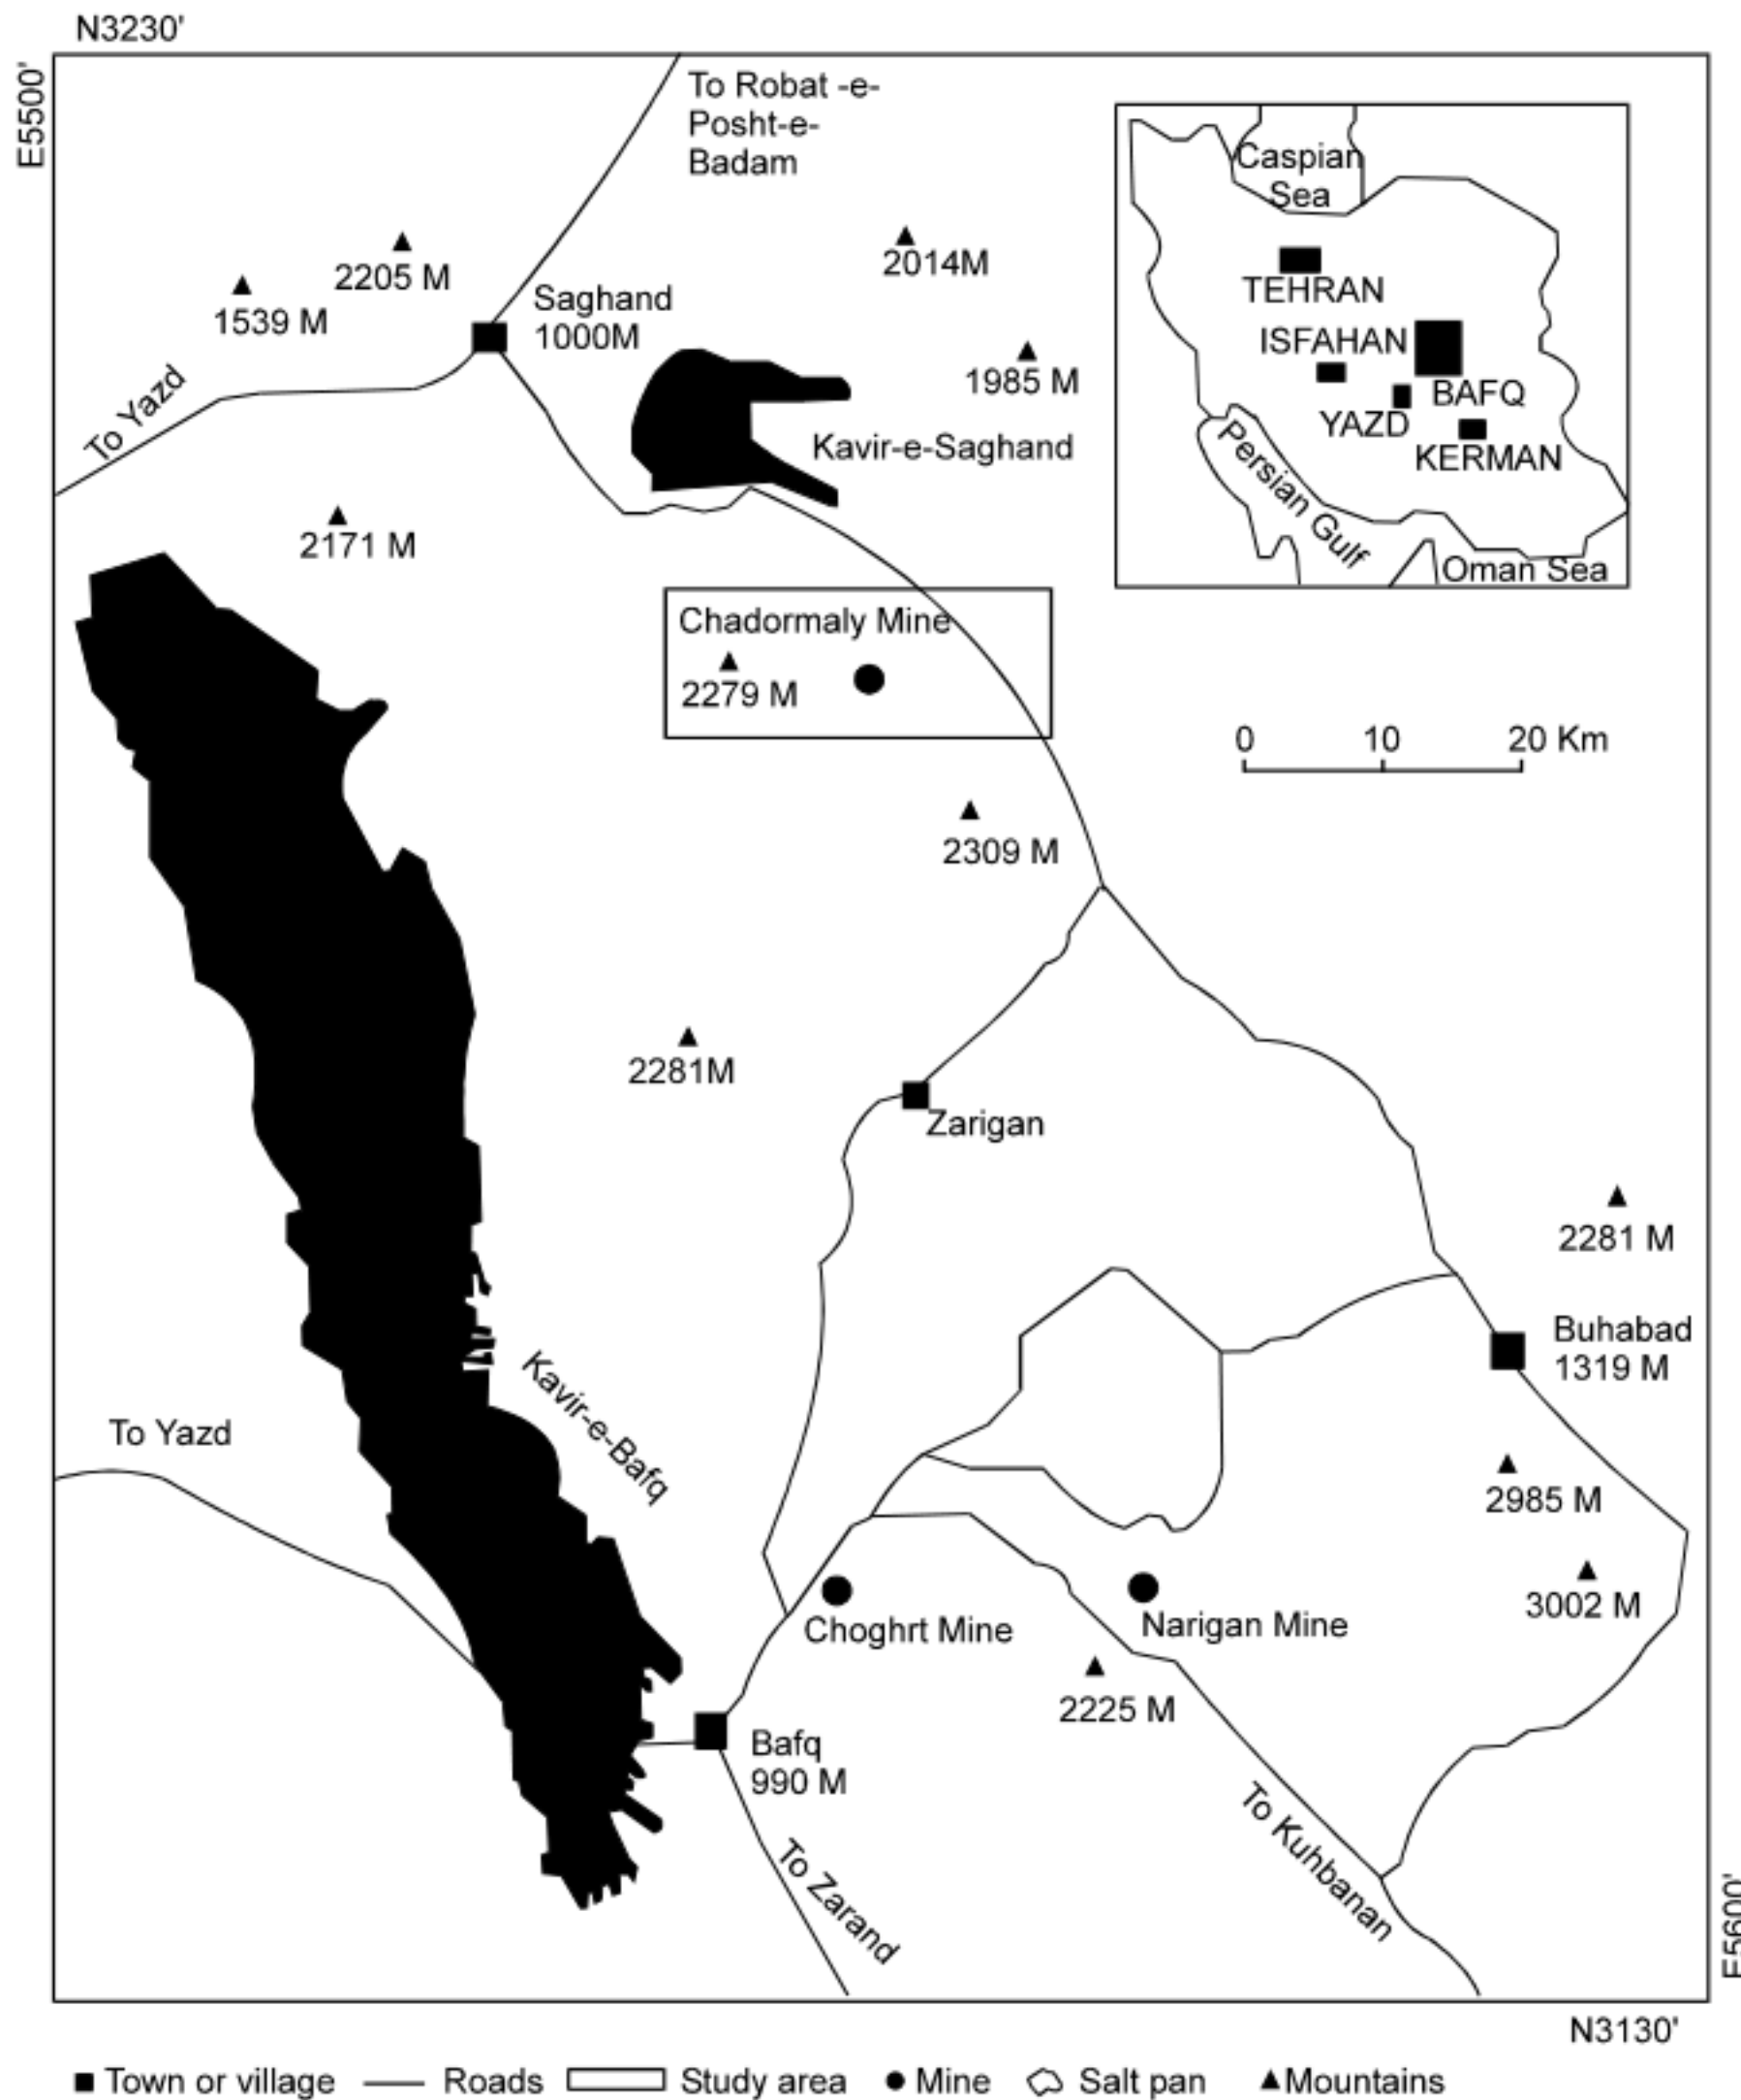 N3230'
E5500'
To Robat -e-
Posht-e-
Badam
Caspian
Sea
TEHRAN
ISFAHAN
BAFQ
YAZD
KERMAN
Persian Gulf
Oman Sea
2205 M
1539 M
2014M
Saghand
1000M
1985 M
To Yazd
Kavir-e-Saghand
2171 M
Chadormaly Mine
2279 M
0 10 20 Km
2309 M
2281M
Zarigan
2281 M
Buhabad
1319 M
Kavir-e-Bafq
To Yazd
2985 M
3002 M
Choghrt Mine
Narigan Mine
2225 M
Bafq
990 M
To Zarand
To Kuhbanan
E5600'
N3130'
Town or village Roads Study area Mine Salt pan Mountains